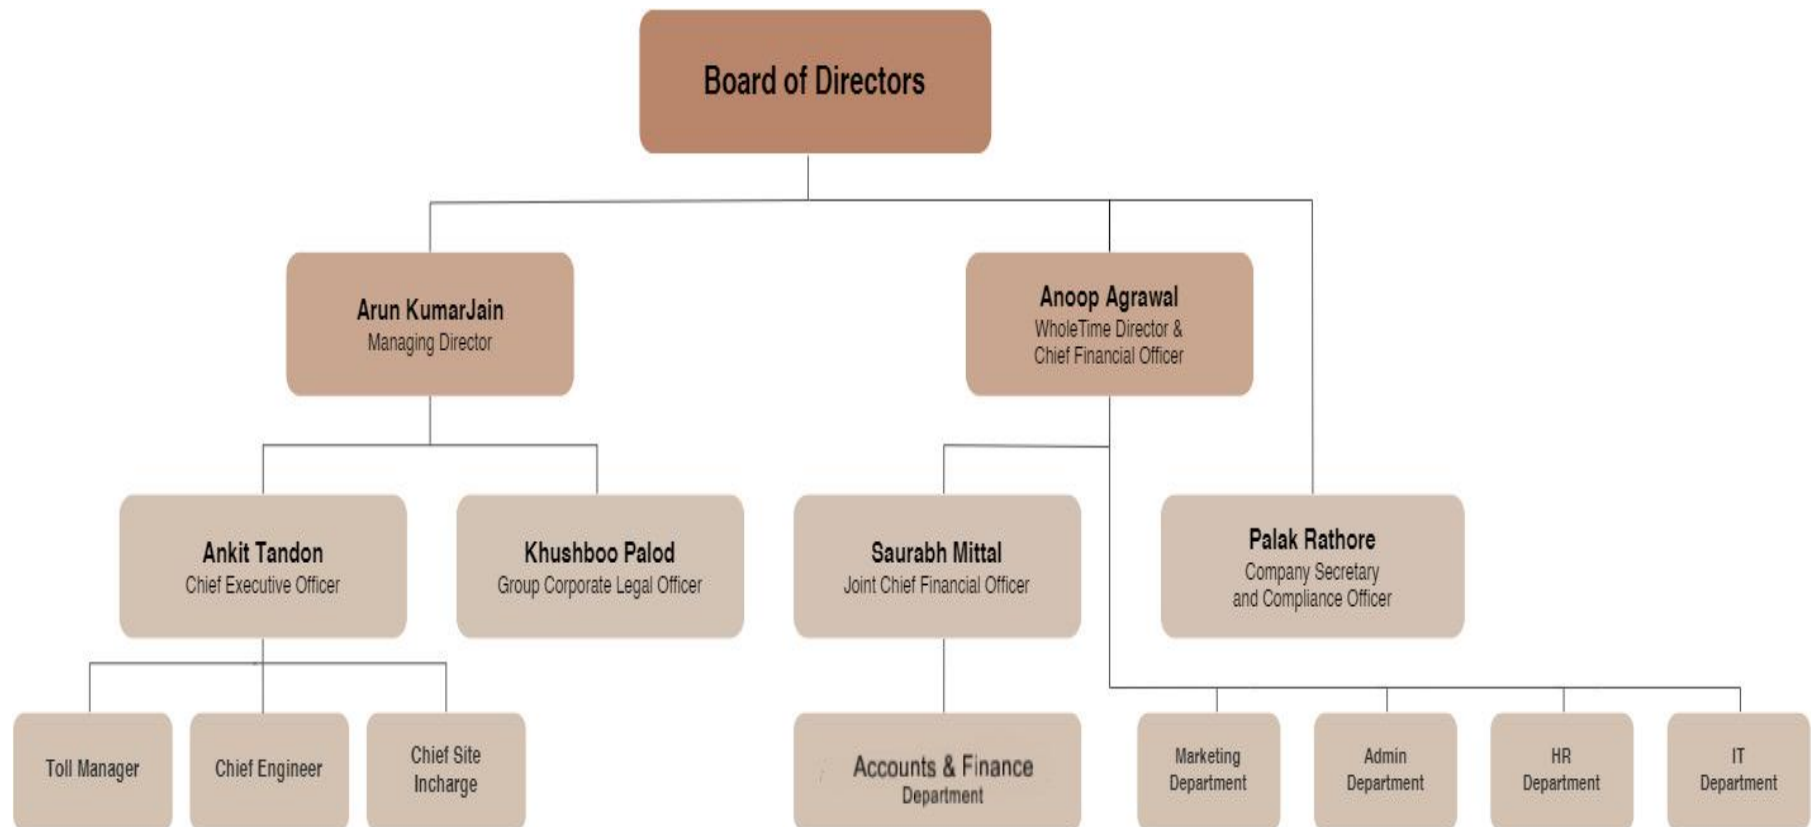 Board of Directors
Arun KumarJain
Managing Director
Anoop Agrawal
WholeTime Director &
Chief Financial Officer
Ankit Tandon
Chief Executive Officer
Khushboo Palod
Group Corporate Legal Officer
Saurabh Mittal
Joint Chief Financial Officer
Palak Rathore
Company Secretary
and Compliance Officer
Toll Manager
Chief Engineer
Chief Site
Incharge
Accounts & Finance
Department
Marketing
Department
Admin
Department
HR
Department
IT
Department